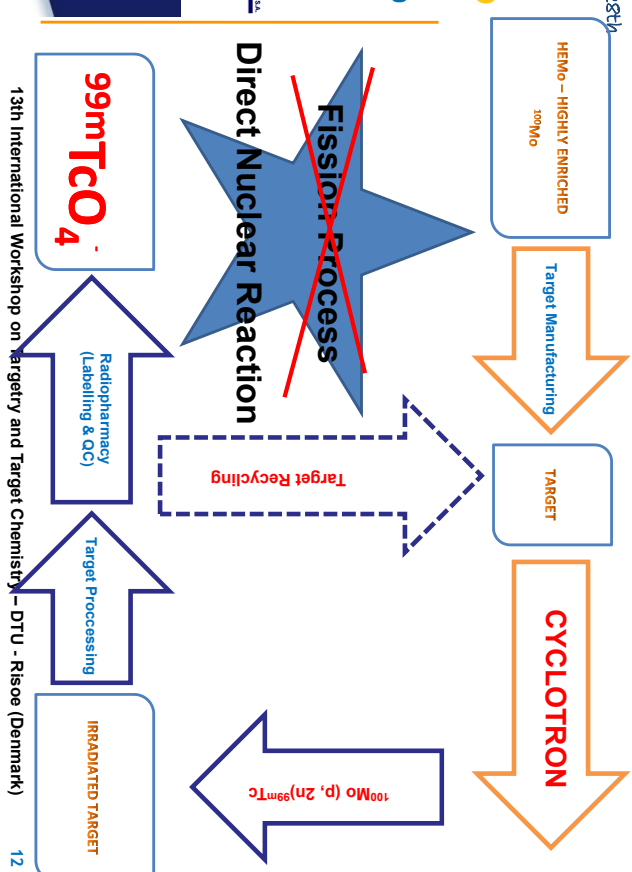 HEMo – HIGHLY ENRICHED
¹⁰⁰Mo
Target Manufacturing
TARGET
CYCLOTRON
Fission Process
Direct Nuclear Reaction
Target Recycling
¹⁰⁰Mo (p, 2n)⁹⁹ᵐTc
S.A.
99mTcO₄⁻
Radiopharmacy
(Labelling & QC)
Target Proccessing
IRRADIATED TARGET
13th International Workshop on Targetry and Target Chemistry – DTU - Risoe (Denmark)
12